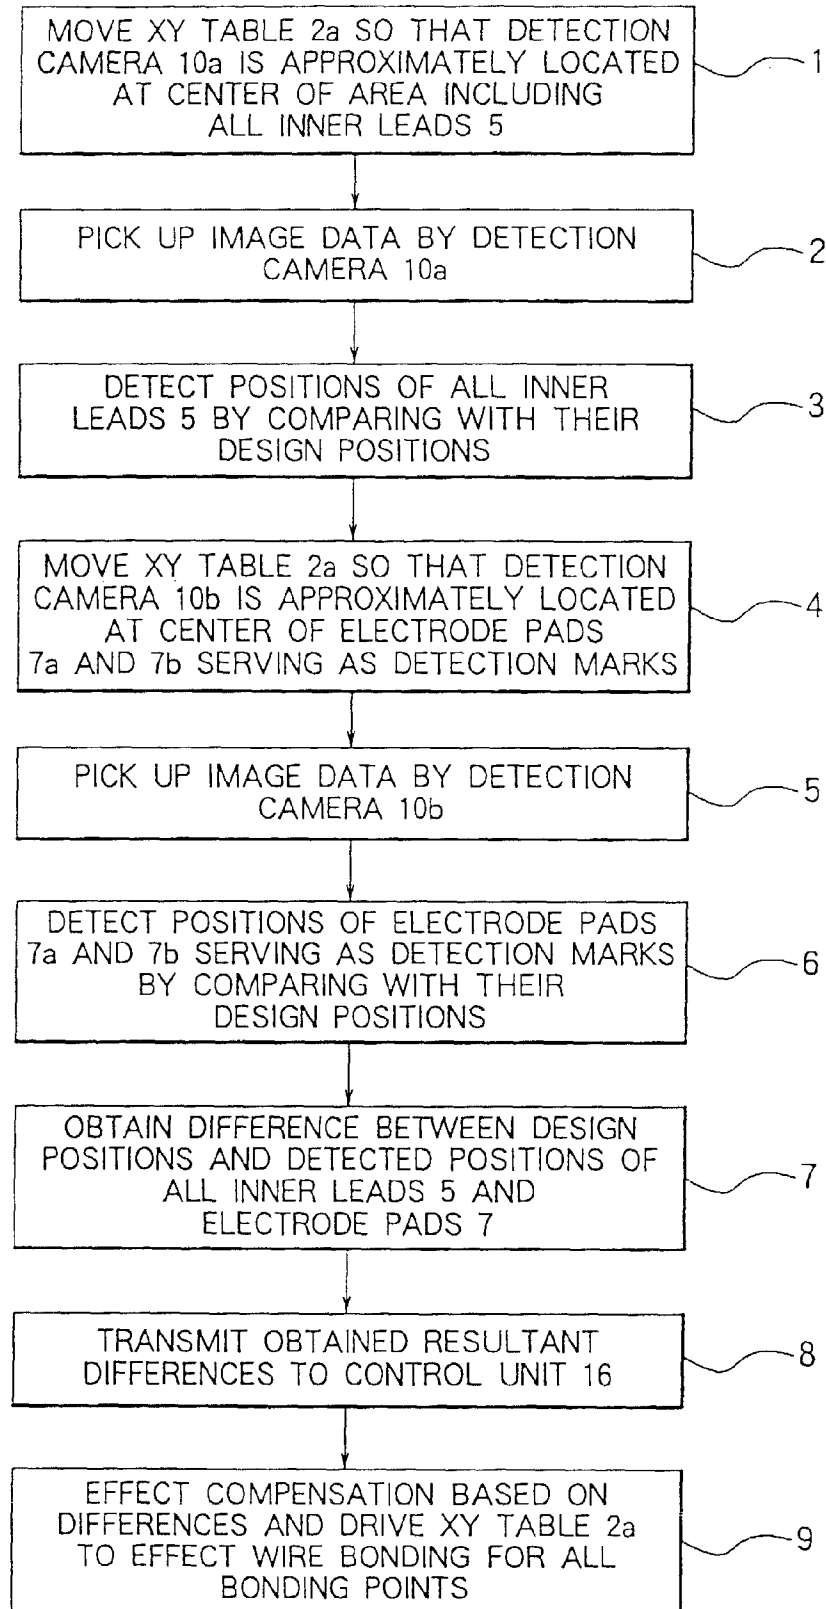 MOVE XY TABLE 2a SO THAT DETECTION
CAMERA 10a IS APPROXIMATELY LOCATED
AT CENTER OF AREA INCLUDING
ALL INNER LEADS 5
1
PICK UP IMAGE DATA BY DETECTION
CAMERA 10a
2
DETECT POSITIONS OF ALL INNER
LEADS 5 BY COMPARING WITH THEIR
DESIGN POSITIONS
3
MOVE XY TABLE 2a SO THAT DETECTION
CAMERA 10b IS APPROXIMATELY LOCATED
AT CENTER OF ELECTRODE PADS
7a AND 7b SERVING AS DETECTION MARKS
4
PICK UP IMAGE DATA BY DETECTION
CAMERA 10b
5
DETECT POSITIONS OF ELECTRODE PADS
7a AND 7b SERVING AS DETECTION MARKS
BY COMPARING WITH THEIR
DESIGN POSITIONS
6
OBTAIN DIFFERENCE BETWEEN DESIGN
POSITIONS AND DETECTED POSITIONS OF
ALL INNER LEADS 5 AND
ELECTRODE PADS 7
7
TRANSMIT OBTAINED RESULTANT
DIFFERENCES TO CONTROL UNIT 16
8
EFFECT COMPENSATION BASED ON
DIFFERENCES AND DRIVE XY TABLE 2a
TO EFFECT WIRE BONDING FOR ALL
BONDING POINTS
9